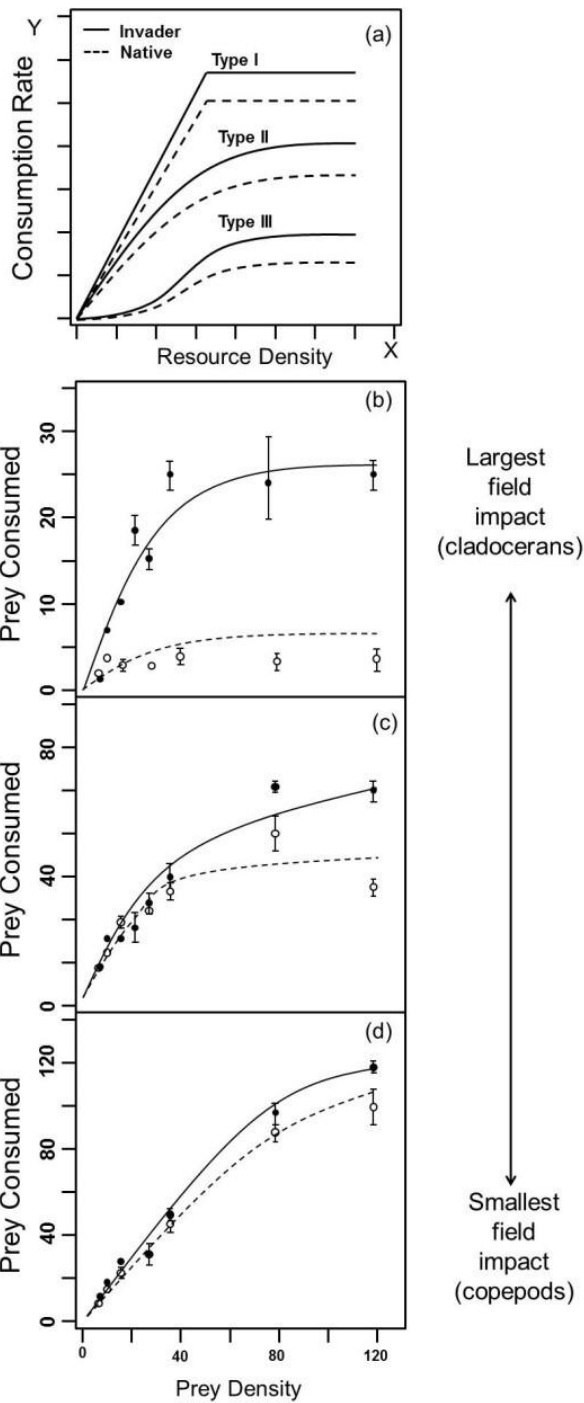 Y
(a)
Invader
Native
Type I
Type II
Type III
Consumption Rate
Resource Density
X
(b)
30
20
10
0
Prey Consumed
Largest
field
impact
(cladocerans)
(c)
80
40
0
Prey Consumed
(d)
120
40
0
Prey Consumed
0 40 80 120
Prey Density
Smallest
field
impact
(copepods)